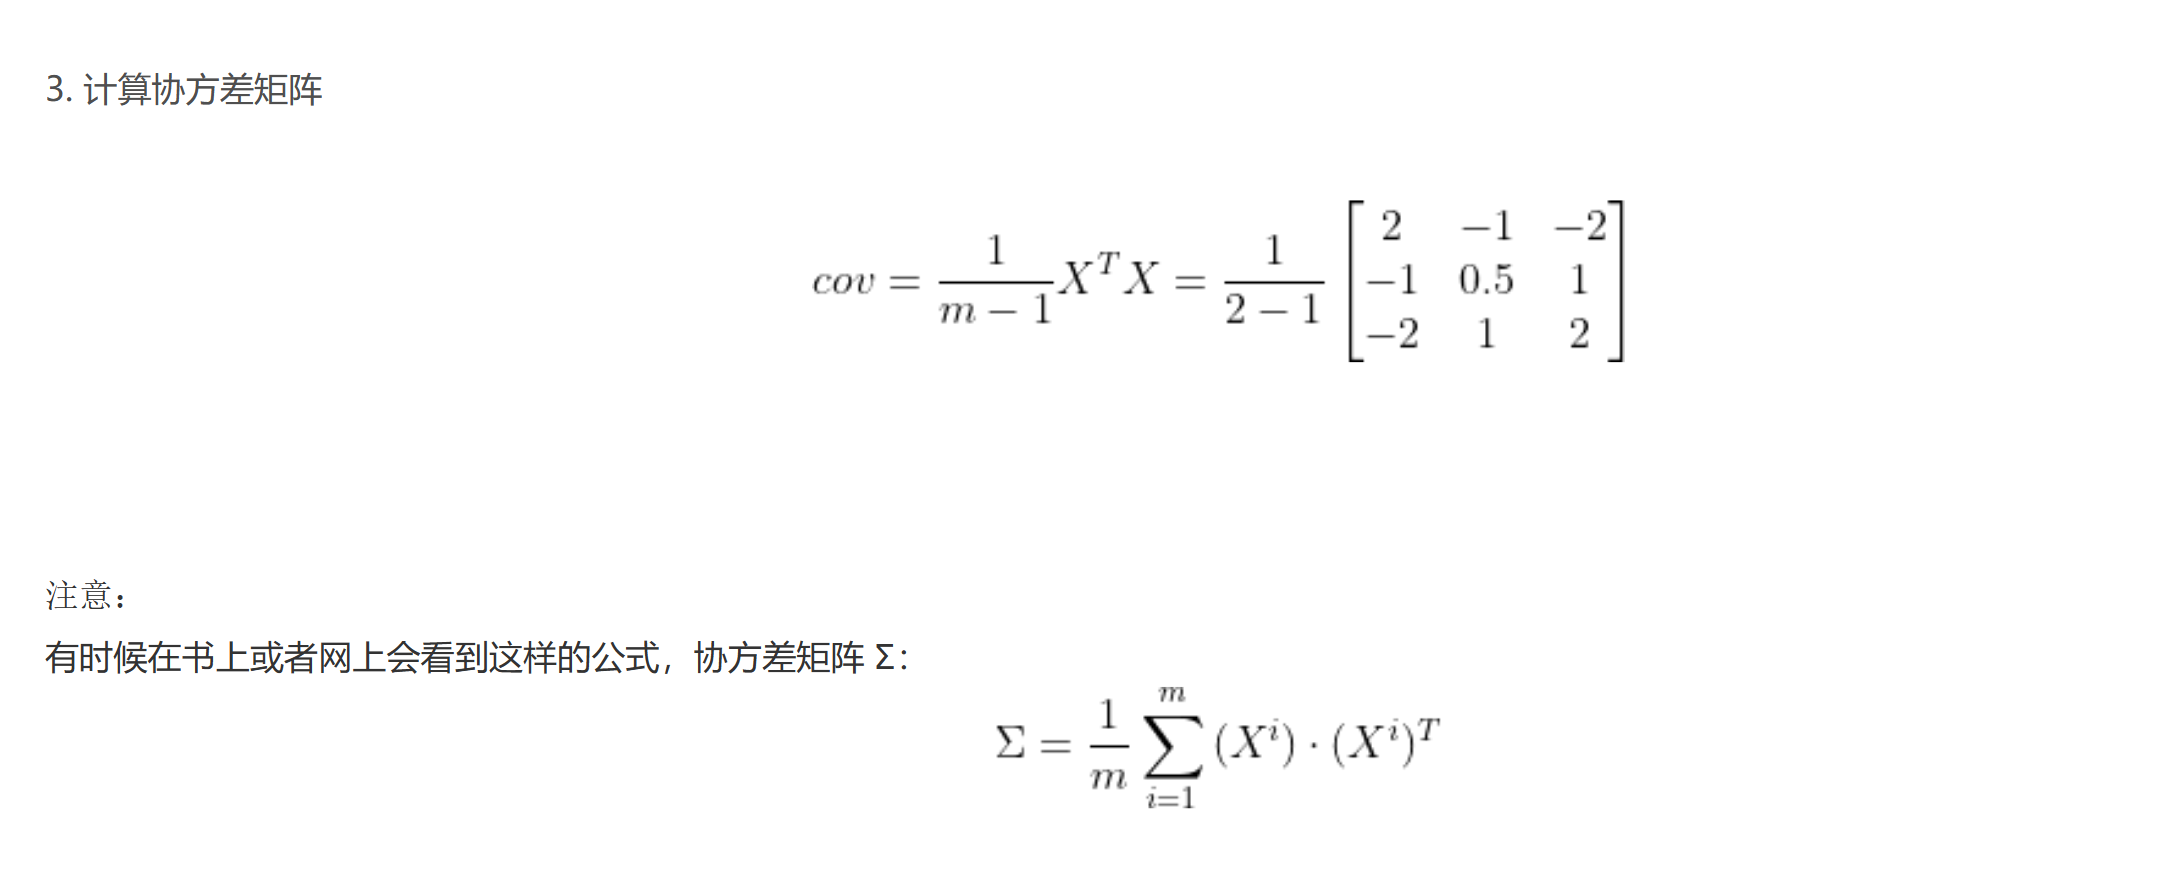 3. 计算协方差矩阵
cov = \frac{1}{m-1} X^T X = \frac{1}{2-1} \begin{bmatrix} 2 & -1 & -2 \\ -1 & 0.5 & 1 \\ -2 & 1 & 2 \end{bmatrix}
注意：
有时候在书上或者网上会看到这样的公式，协方差矩阵 Σ：
\Sigma = \frac{1}{m} \sum_{i=1}^{m} (X^i) \cdot (X^i)^T